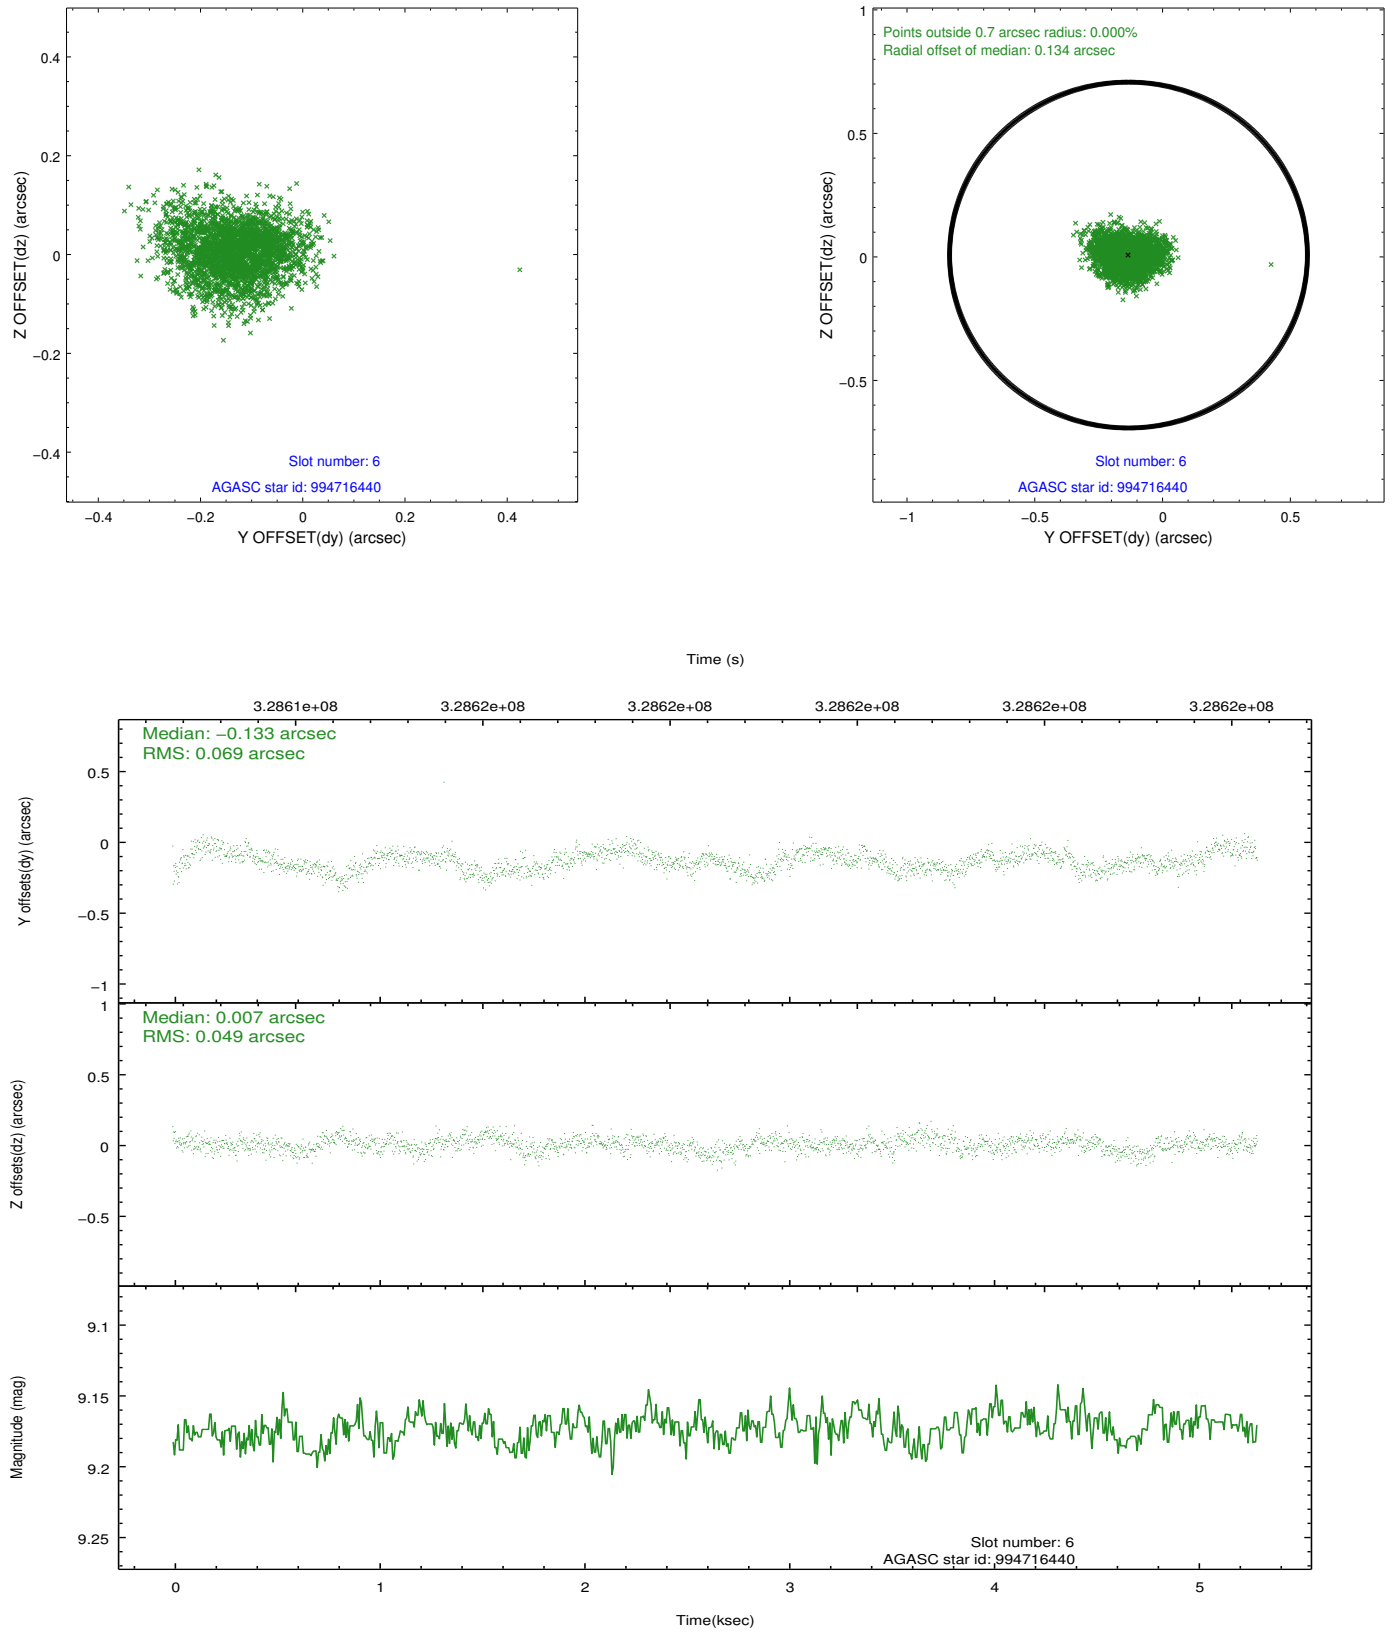 0.4
0.2
0
−0.2
−0.4
Z OFFSET(dz) (arcsec)
Slot number: 6
AGASC star id: 994716440
−0.4 −0.2 0 0.2 0.4
Y OFFSET(dy) (arcsec)
Points outside 0.7 arcsec radius: 0.000%
Radial offset of median: 0.134 arcsec
1
0.5
0
−0.5
Z OFFSET(dz) (arcsec)
Slot number: 6
AGASC star id: 994716440
−1 −0.5 0 0.5
Y OFFSET(dy) (arcsec)
Time (s)
3.2861e+08 3.2862e+08 3.2862e+08 3.2862e+08 3.2862e+08 3.2862e+08
Median: −0.133 arcsec
RMS: 0.069 arcsec
0.5
0
−0.5
−1
Y offsets(dy) (arcsec)
Median: 0.007 arcsec
RMS: 0.049 arcsec
1
0.5
0
−0.5
Z offsets(dz) (arcsec)
9.1
9.15
9.2
9.25
Magnitude (mag)
Slot number: 6
AGASC star id: 994716440
0 1 2 3 4 5
Time(ksec)